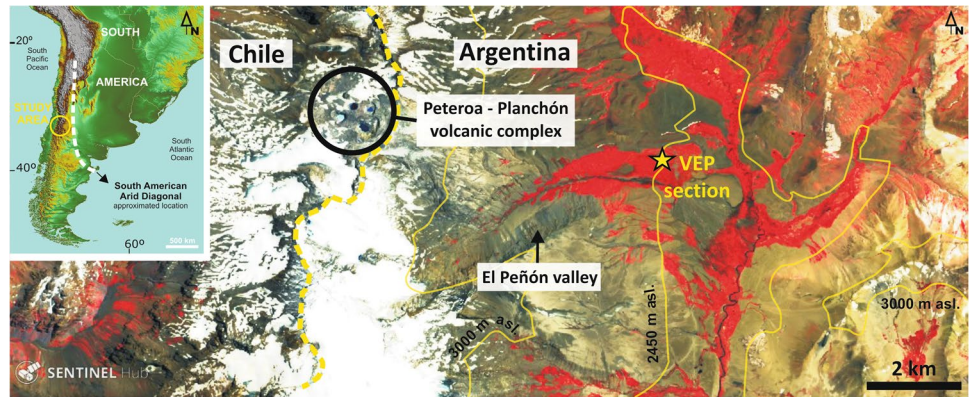 N
20º
South
Pacific
Ocean
SOUTH
AMERICA
STUDY
AREA
South
Atlantic
Ocean
40º
South American
Arid Diagonal
approximated location
60º
500 km
Chile
Argentina
N
Peteroa - Planchón
volcanic complex
VEP
section
El Peñón valley
3000 m asl.
2450 m asl.
3000 m asl.
SENTINEL Hub
2 km